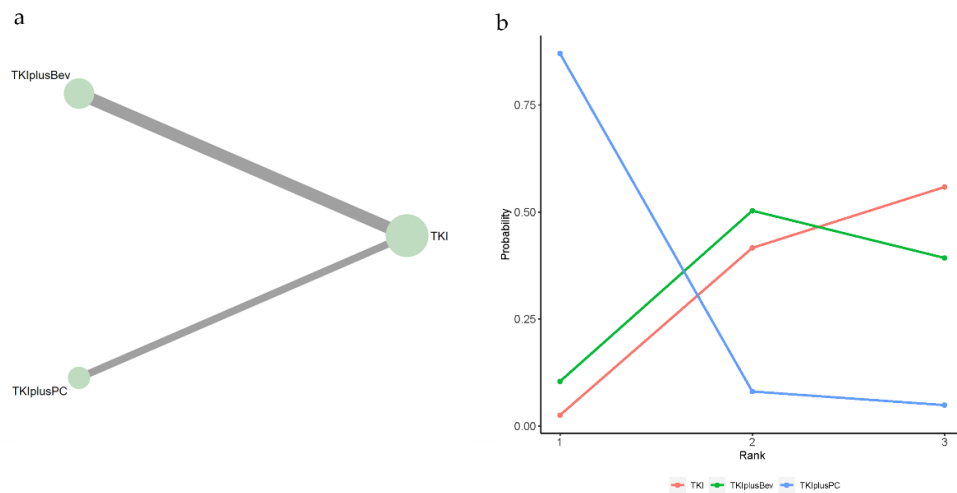 a
TKIplusBev
TKI
TKIplusPC
b
0.75
0.50
0.25
0.00
Probability
1 2 3
Rank
TKI TKIplusBev TKIplusPC